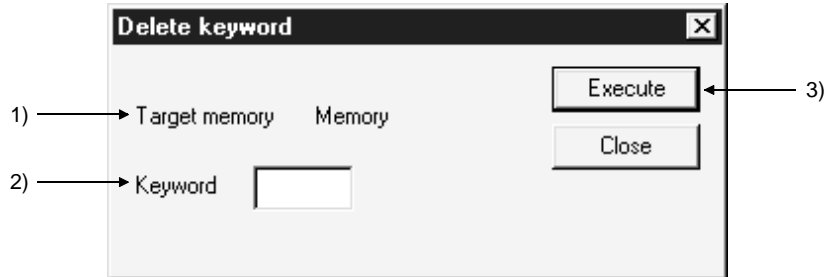 Delete keyword
Execute
3)
1)
Target memory Memory
Close
2)
Keyword